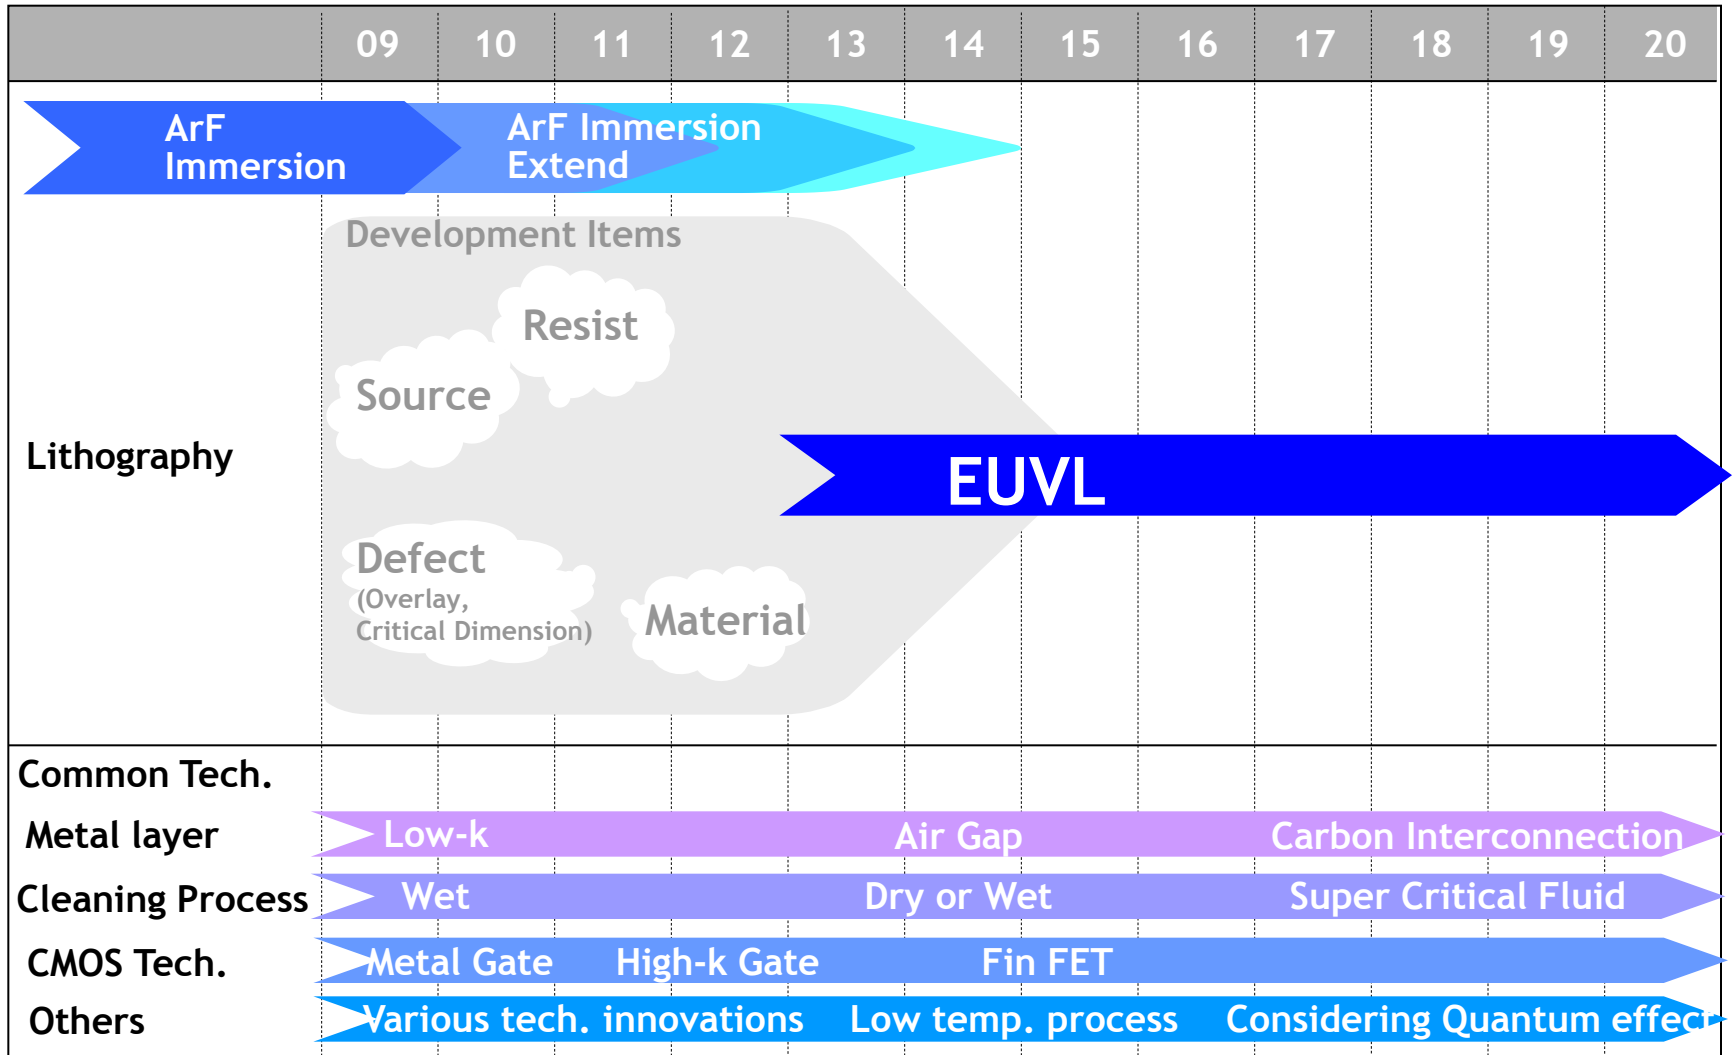 09 10 11 12 13 14 15 16 17 18 19 20
ArF
Immersion
ArF Immersion
Extend
Development Items
Resist
Source
Lithography
EUVL
Defect
(Overlay,
Critical Dimension)
Material
Common Tech.
Metal layer
Low-k
Air Gap
Carbon Interconnection
Cleaning Process
Wet
Dry or Wet
Super Critical Fluid
CMOS Tech.
Metal Gate
High-k Gate
Fin FET
Others
Various tech. innovations
Low temp. process
Considering Quantum effect